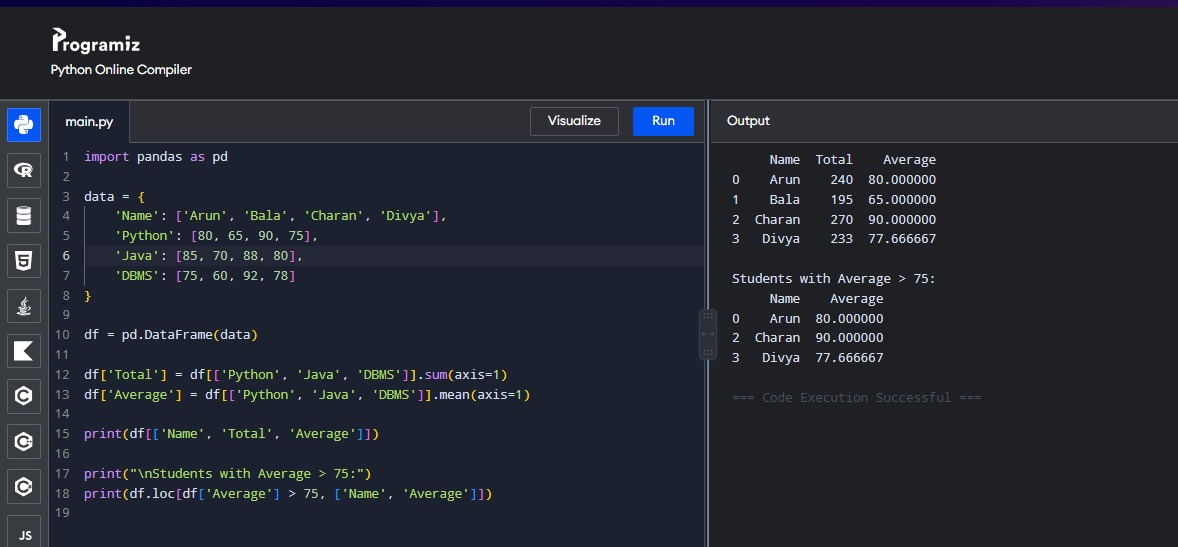 Programiz
Python Online Compiler
main.py
Visualize
Run
Output
1 import pandas as pd
2
3 data = {
4     'Name': ['Arun', 'Bala', 'Charan', 'Divya'],
5     'Python': [80, 65, 90, 75],
6     'Java': [85, 70, 88, 80],
7     'DBMS': [75, 60, 92, 78]
8 }
9
10 df = pd.DataFrame(data)
11
12 df['Total'] = df[['Python', 'Java', 'DBMS']].sum(axis=1)
13 df['Average'] = df[['Python', 'Java', 'DBMS']].mean(axis=1)
14
15 print(df[['Name', 'Total', 'Average']])
16
17 print("\nStudents with Average > 75:")
18 print(df.loc[df['Average'] > 75, ['Name', 'Average']])
19
     Name  Total    Average
0    Arun    240  80.000000
1    Bala    195  65.000000
2  Charan    270  90.000000
3   Divya    233  77.666667
Students with Average > 75:
     Name    Average
0    Arun  80.000000
2  Charan  90.000000
3   Divya  77.666667
=== Code Execution Successful ===
R
5
C
C
C
JS